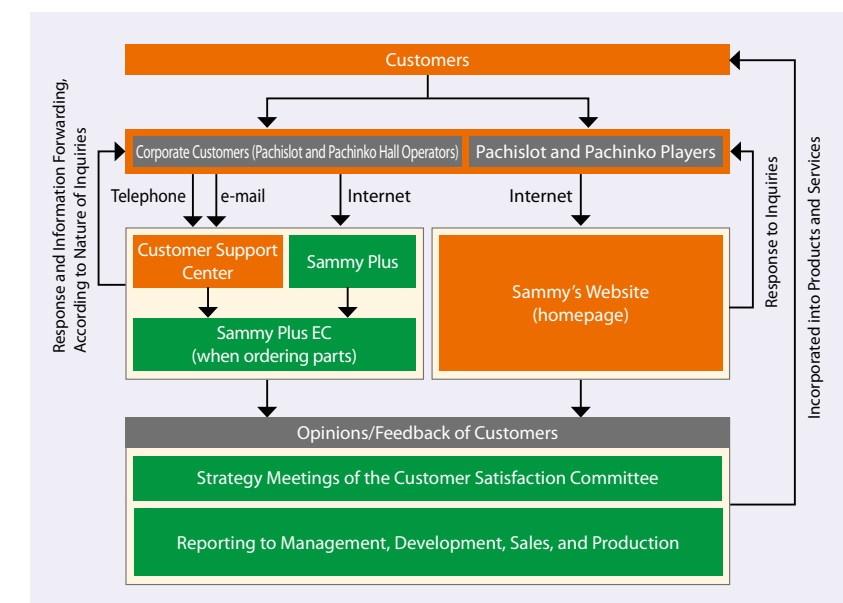 Customers
Corporate Customers (Pachislot and Pachinko Hall Operators)
Pachislot and Pachinko Players
Telephone
e-mail
Internet
Internet
Customer Support
Center
Sammy Plus
Sammy Plus EC
(when ordering parts)
Sammy’s Website
(homepage)
Response and Information Forwarding,
According to Nature of Inquiries
Response to Inquiries
Incorporated into Products and Services
Opinions/Feedback of Customers
Strategy Meetings of the Customer Satisfaction Committee
Reporting to Management, Development, Sales, and Production